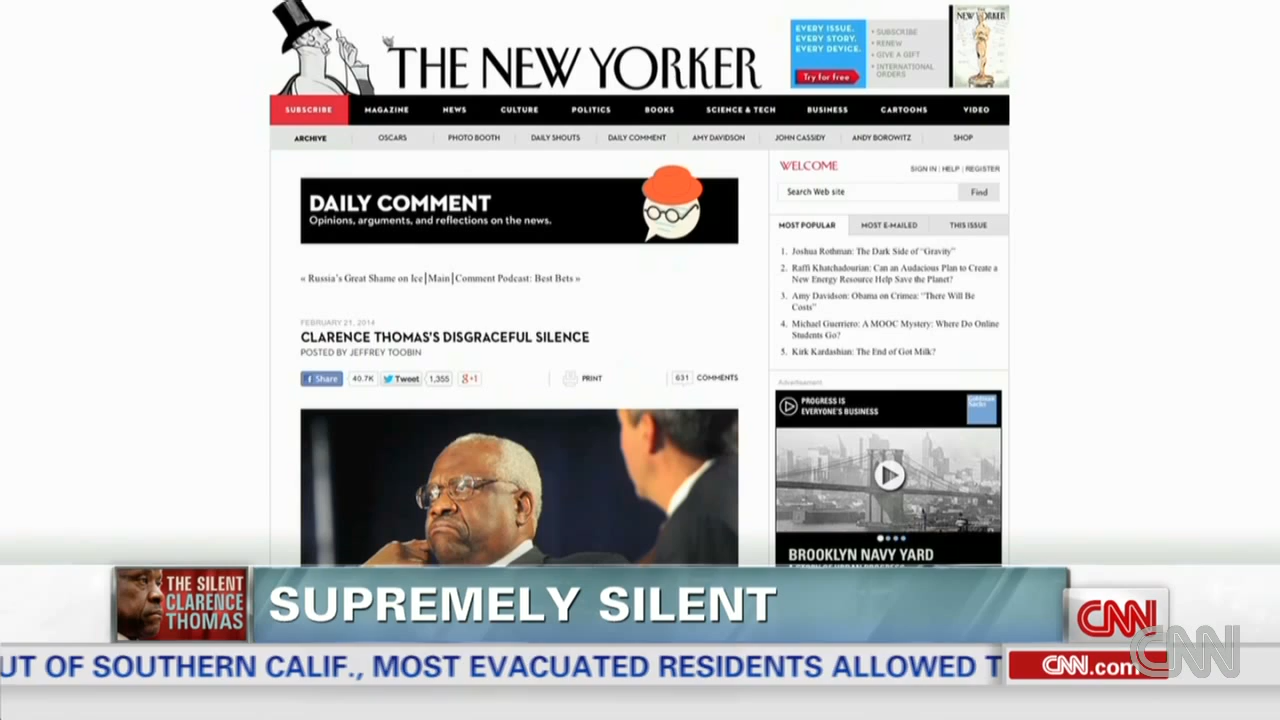 THE NEW YORKER
EVERY ISSUE.
EVERY STORY.
EVERY DEVICE.
Try for free
• SUBSCRIBE
• RENEW
• GIVE A GIFT
• INTERNATIONAL
ORDERS
NEW YORKER
SUBSCRIBE MAGAZINE NEWS CULTURE POLITICS BOOKS SCIENCE & TECH BUSINESS CARTOONS VIDEO
ARCHIVE OSCARS PHOTO BOOTH DAILY SHOUTS DAILY COMMENT AMY DAVIDSON JOHN CASSIDY ANDY BOROWITZ SHOP
DAILY COMMENT
Opinions, arguments, and reflections on the news.
« Russia's Great Shame on Ice | Main | Comment Podcast: Best Bets »
FEBRUARY 21, 2014
CLARENCE THOMAS'S DISGRACEFUL SILENCE
POSTED BY JEFFREY TOOBIN
f Share 40.7K Tweet 1,355 g+1 PRINT 631 COMMENTS
WELCOME SIGN IN | HELP | REGISTER
Search Web site Find
MOST POPULAR MOST E-MAILED THIS ISSUE
1. Joshua Rothman: The Dark Side of "Gravity"
2. Raffi Khatchadourian: Can an Audacious Plan to Create a
New Energy Resource Help Save the Planet?
3. Amy Davidson: Obama on Crimea: "There Will Be
Costs"
4. Michael Guerriero: A MOOC Mystery: Where Do Online
Students Go?
5. Kirk Kardashian: The End of Got Milk?
Advertisement
PROGRESS IS
EVERYONE'S BUSINESS
Goldman
Sachs
BROOKLYN NAVY YARD
THE SILENT
CLARENCE
THOMAS
SUPREMELY SILENT
CNN
UT OF SOUTHERN CALIF., MOST EVACUATED RESIDENTS ALLOWED T
CNN.com
CNN